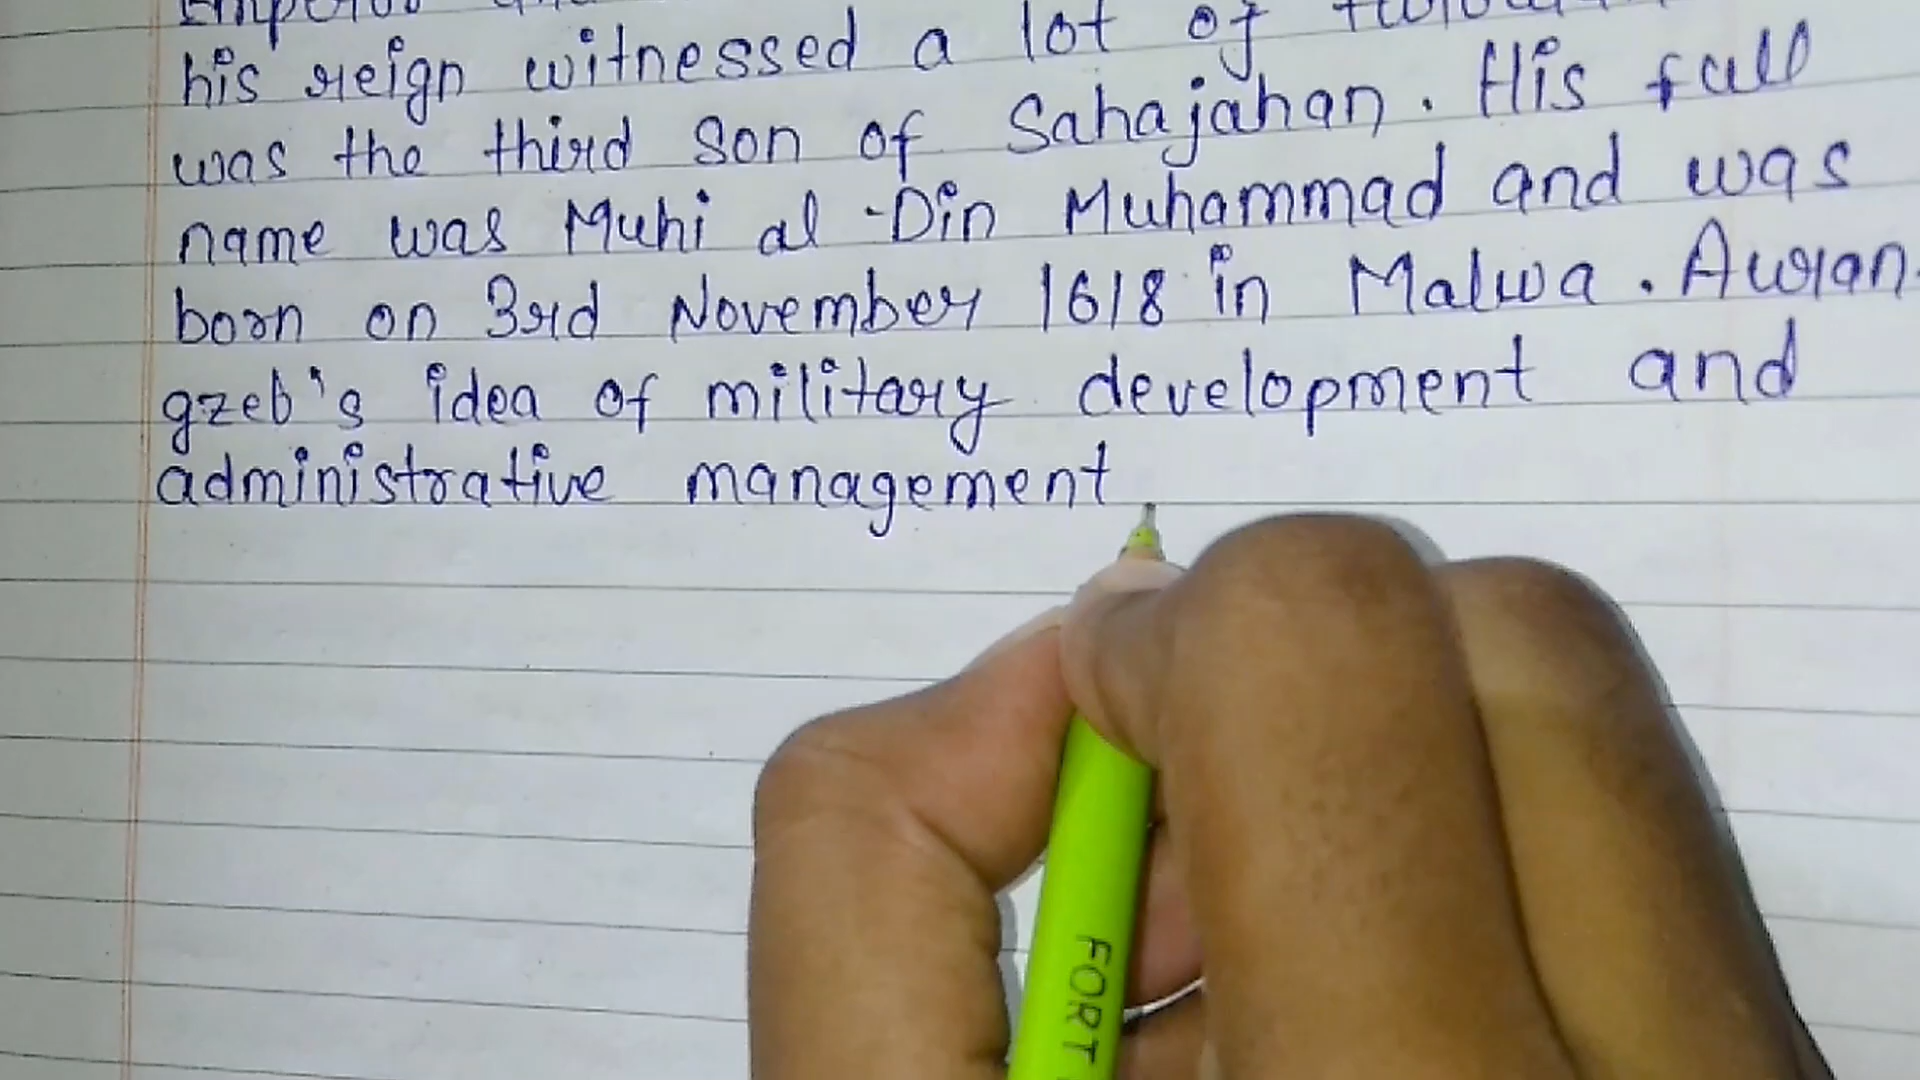 his reign witnessed a lot of
was the third son of Sahajahan. His full
name was Muhi al-Din Muhammad and was
born on 3rd November 1618 in Malwa. Auran-
gzeb's idea of military development and
administrative management
FORT